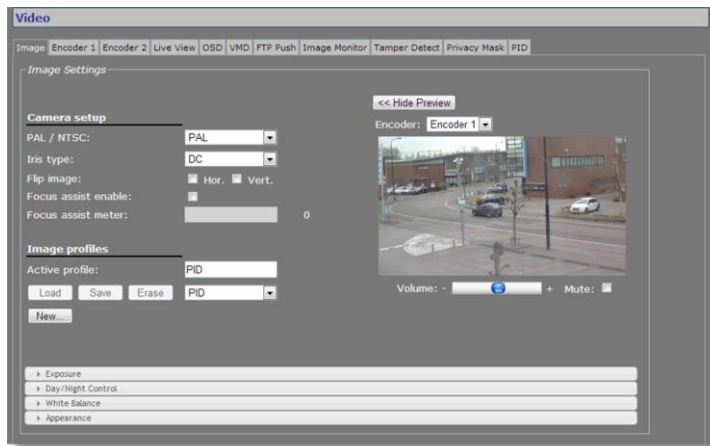 Video
Image Encoder 1 Encoder 2 Live View OSD VMD FTP Push Image Monitor Tamper Detect Privacy Mask PID
Image Settings
<< Hide Preview
Camera setup
Encoder: Encoder 1
PAL / NTSC: PAL
Iris type: DC
Flip image: Hor. Vert.
Focus assist enable:
Focus assist meter: 0
Image profiles
Active profile: PID
Load Save Erase PID
Volume: - + Mute:
New...
Exposure
Day/Night Control
White Balance
Appearance